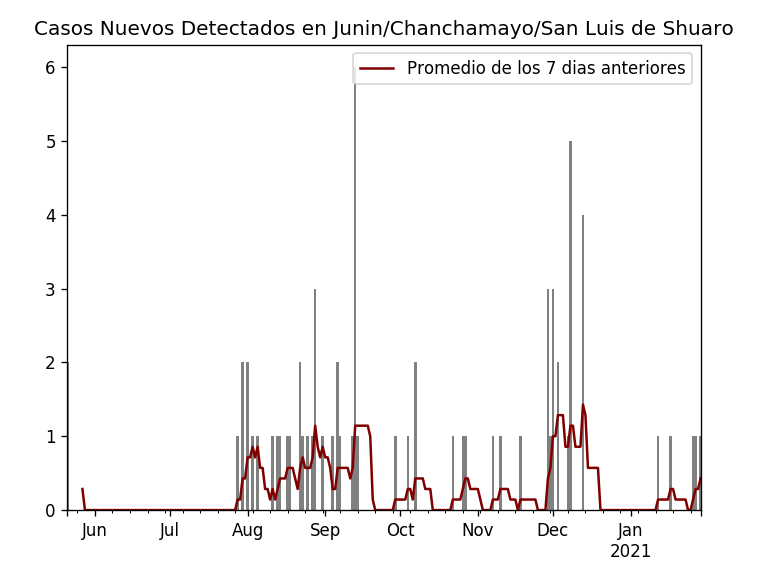 Casos Nuevos Detectados en Junin/Chanchamayo/San Luis de Shuaro
Promedio de los 7 dias anteriores
6
5
4
3
2
1
0
Jun Jul Aug Sep Oct Nov Dec Jan
2021